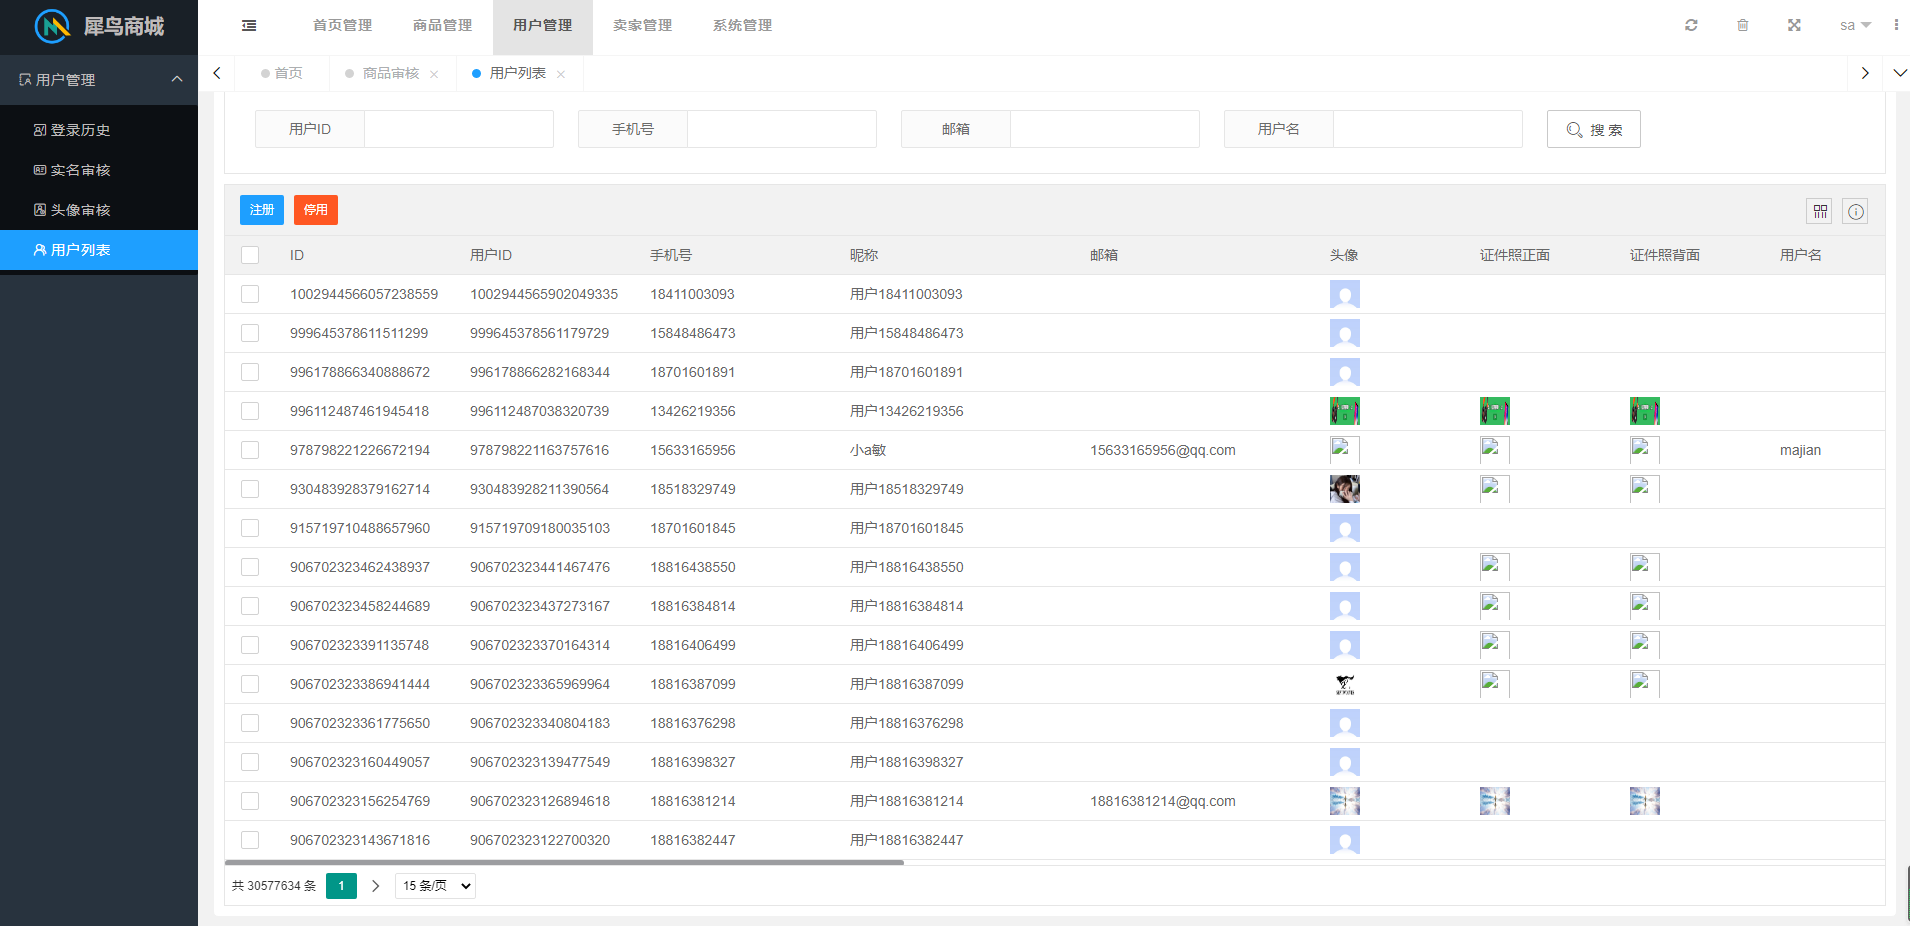 犀鸟商城
首页管理 商品管理 用户管理 卖家管理 系统管理 sa
用户管理
登录历史
实名审核
头像审核
用户列表
首页 商品审核 用户列表
用户ID 手机号 邮箱 用户名 搜 索
注册 停用
ID 用户ID 手机号 昵称 邮箱 头像 证件照正面 证件照背面 用户名
1002944566057238559 1002944565902049335 18411003093 用户18411003093
999645378611511299 999645378561179729 15848486473 用户15848486473
996178866340888672 996178866282168344 18701601891 用户18701601891
996112487461945418 996112487038320739 13426219356 用户13426219356
978798221226672194 978798221163757616 15633165956 小a敏 15633165956@qq.com majian
930483928379162714 930483928211390564 18518329749 用户18518329749
915719710488657960 915719709180035103 18701601845 用户18701601845
906702323462438937 906702323441467476 18816438550 用户18816438550
906702323458244689 906702323437273167 18816384814 用户18816384814
906702323391135748 906702323370164314 18816406499 用户18816406499
906702323386941444 906702323365969964 18816387099 用户18816387099
906702323361775650 906702323340804183 18816376298 用户18816376298
906702323160449057 906702323139477549 18816398327 用户18816398327
906702323156254769 906702323126894618 18816381214 用户18816381214 18816381214@qq.com
906702323143671816 906702323122700320 18816382447 用户18816382447
共 30577634 条 1 15 条/页